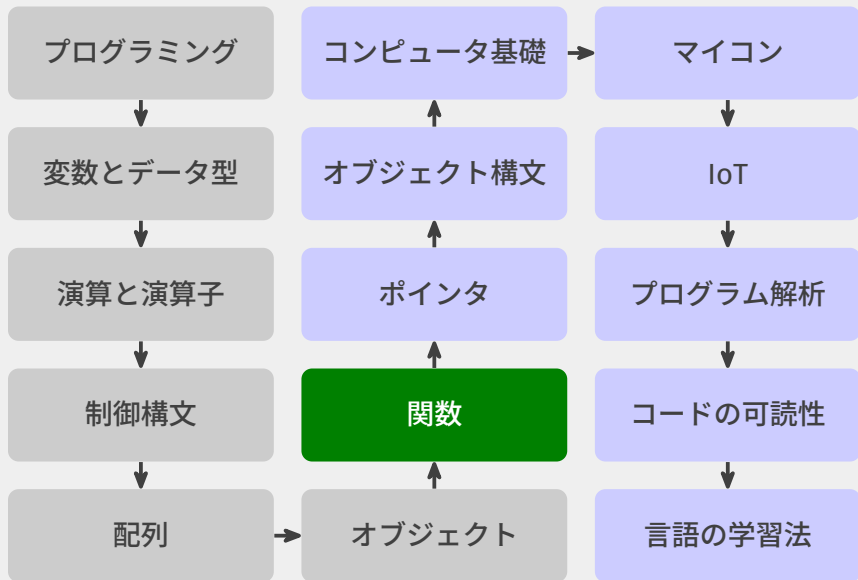 プログラミング
変数とデータ型
演算と演算子
制御構文
配列
オブジェクト
関数
ポインタ
オブジェクト構文
コンピュータ基礎
マイコン
IoT
プログラム解析
コードの可読性
言語の学習法